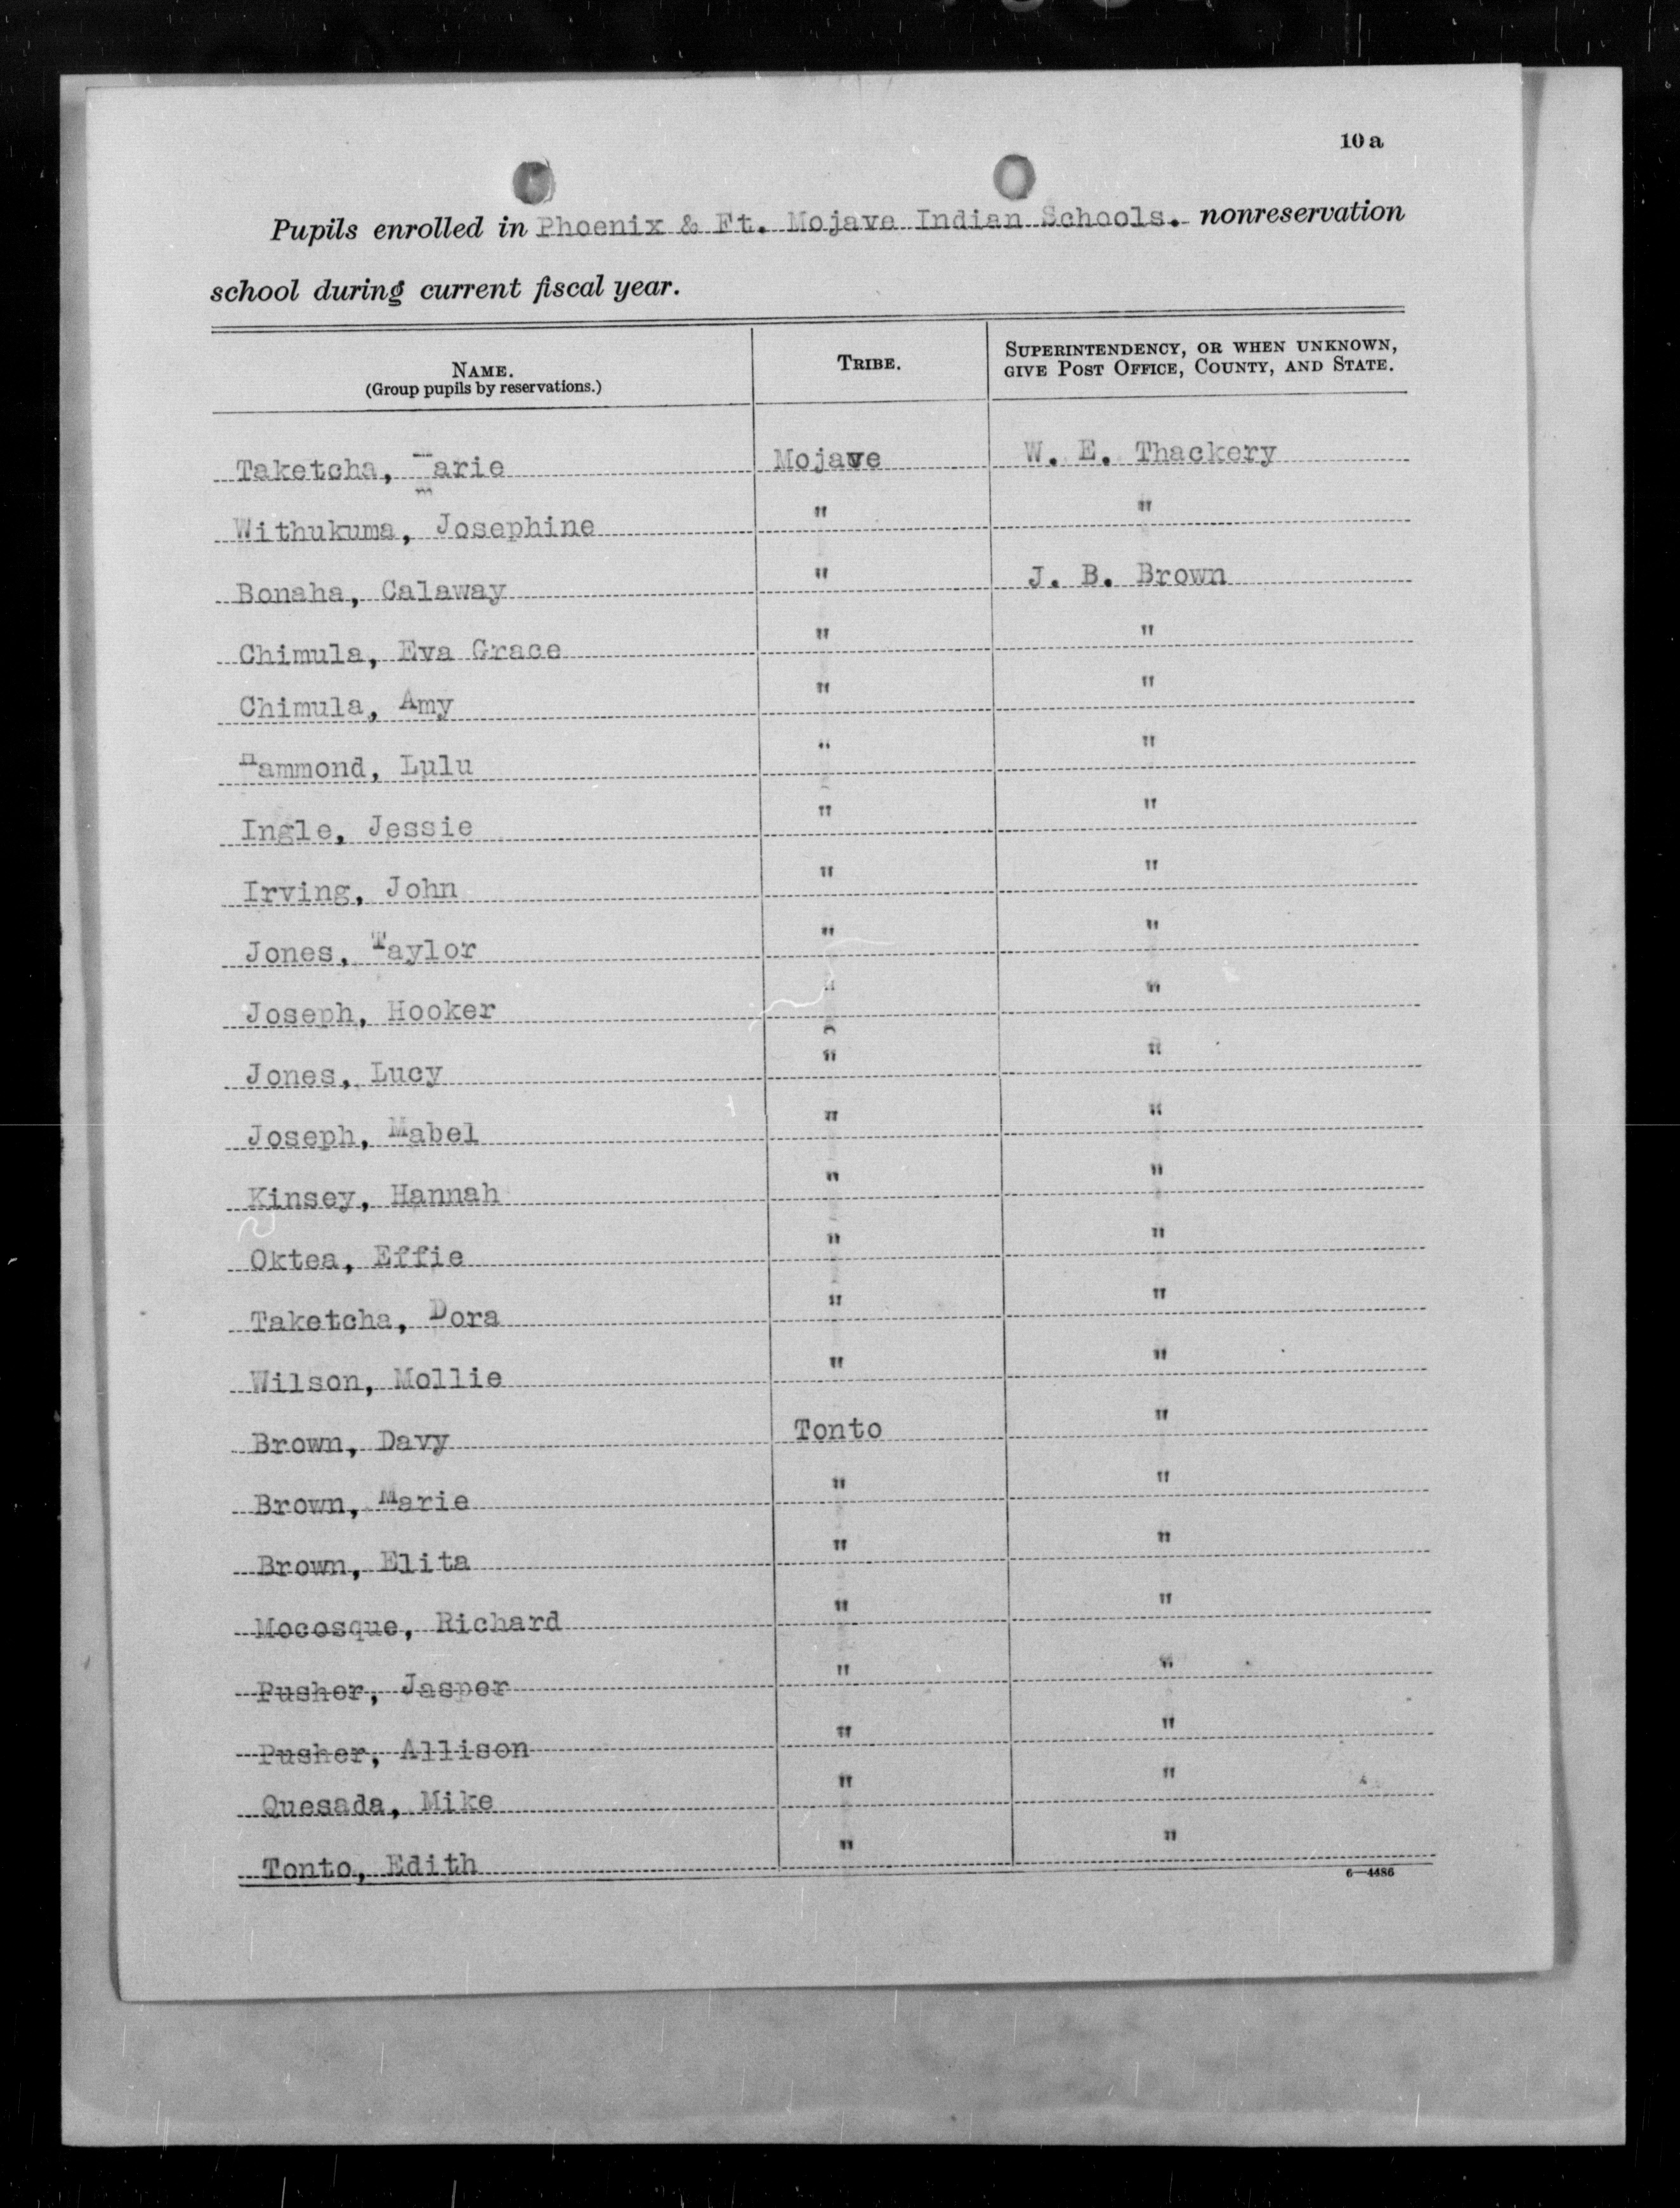 10 a
Pupils enrolled in Phoenix & Ft. Mojave Indian Schools. nonreservation
school during current fiscal year.
NAME.
(Group pupils by reservations.)
TRIBE.
SUPERINTENDENCY, OR WHEN UNKNOWN,
GIVE POST OFFICE, COUNTY, AND STATE.
Taketcha, Marie Mojave W. E. Thackery
Withukuma, Josephine " "
Bonaha, Calaway " J. B. Brown
Chimula, Eva Grace " "
Chimula, Amy " "
Hammond, Lulu " "
Ingle, Jessie " "
Irving, John " "
Jones, Taylor " "
Joseph, Hooker " "
Jones, Lucy " "
Joseph, Mabel " "
Kinsey, Hannah " "
Oktea, Effie " "
Taketcha, Dora " "
Wilson, Mollie " "
Brown, Davy Tonto "
Brown, Marie " "
Brown, Elita " "
Mocosque, Richard " "
Pusher, Jasper " "
Pusher, Allison " "
Quesada, Mike " "
Tonto, Edith " "
6—4486